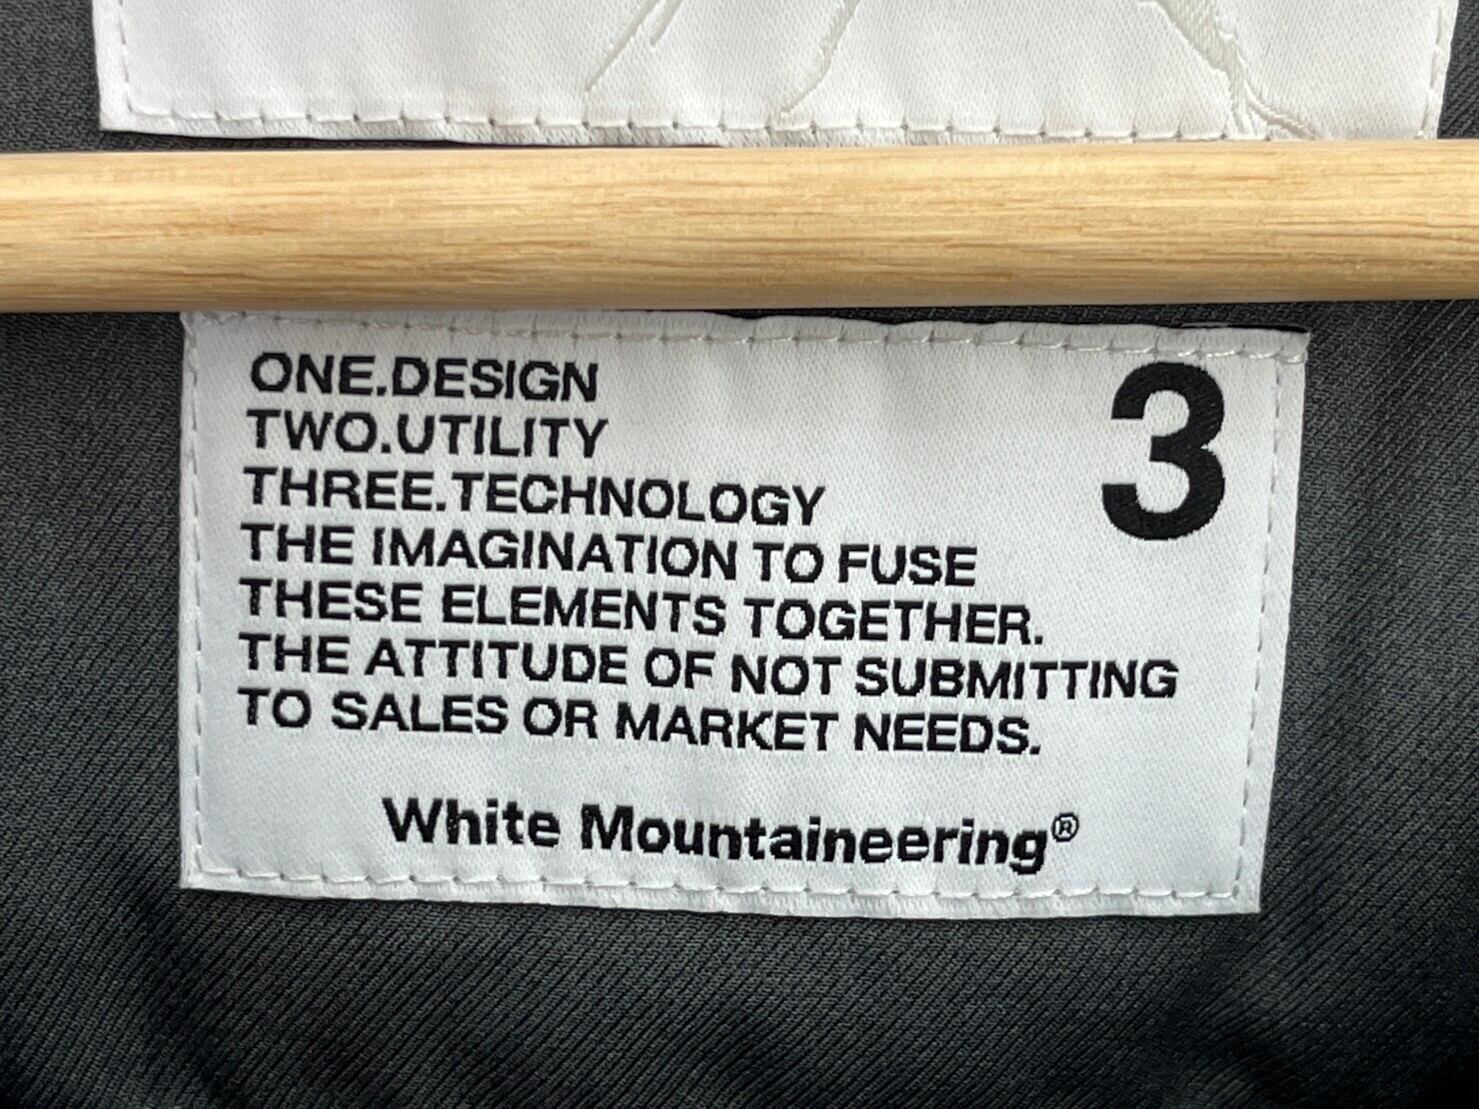 ONE.DESIGN
3
TWO.UTILITY
THREE.TECHNOLOGY
THE IMAGINATION TO FUSE
THESE ELEMENTS TOGETHER.
THE ATTITUDE OF NOT SUBMITTING
TO SALES OR MARKET NEEDS.
White Mountaineering®